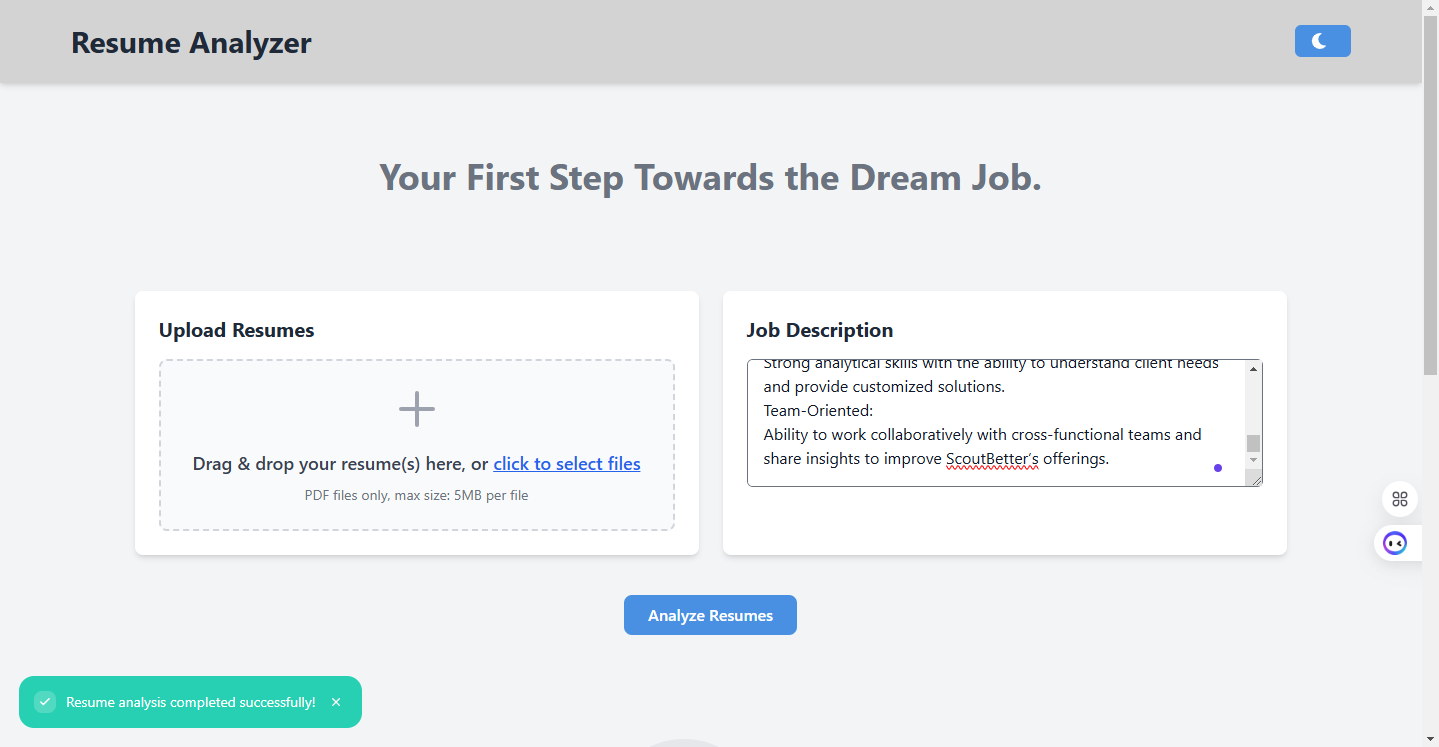 Resume Analyzer
Your First Step Towards the Dream Job.
Upload Resumes
Drag & drop your resume(s) here, or click to select files
PDF files only, max size: 5MB per file
Job Description
Strong analytical skills with the ability to understand client needs
and provide customized solutions.
Team-Oriented:
Ability to work collaboratively with cross-functional teams and
share insights to improve ScoutBetter’s offerings.
Analyze Resumes
Resume analysis completed successfully!